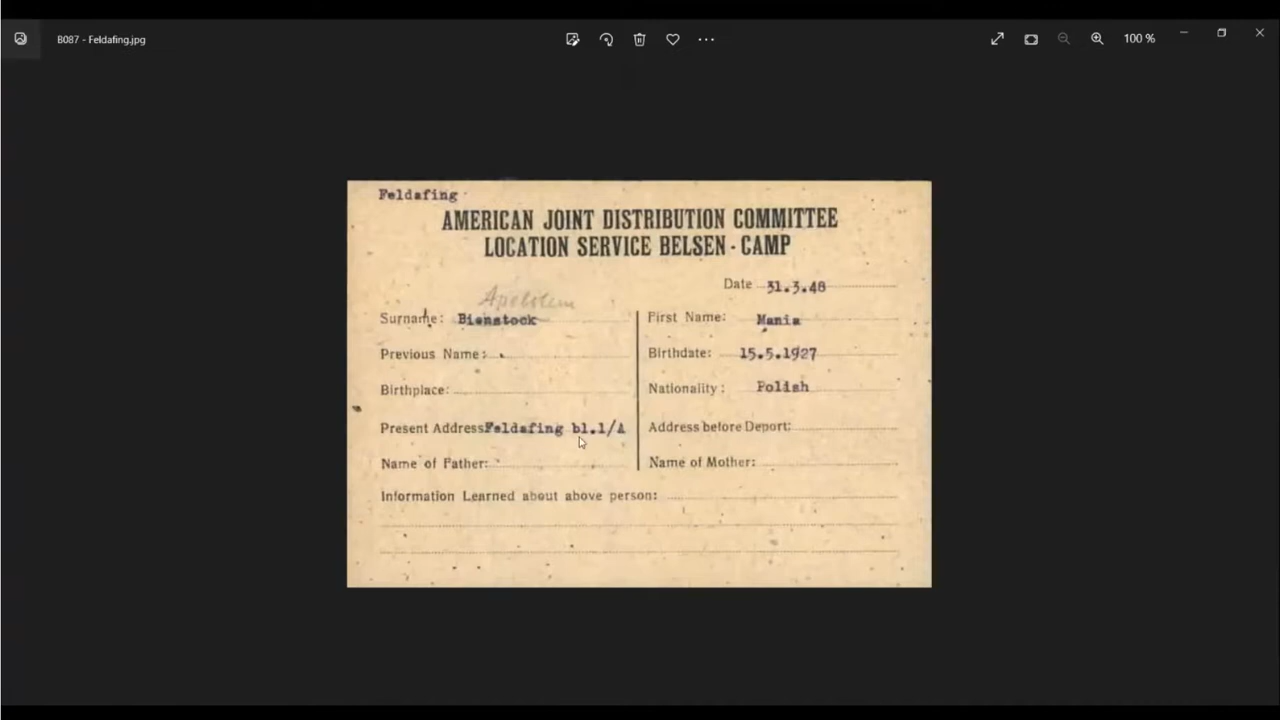 B087 - Feldafing.jpg
100 %
Feldafing
AMERICAN JOINT DISTRIBUTION COMMITTEE
LOCATION SERVICE BELSEN - CAMP
Date 31.3.48
Surname: Bienstock
First Name: Mania
Previous Name:
Birthdate: 15.5.1927
Birthplace:
Nationality: Polish
Present Address Feldafing bl.1/A
Address before Deport:
Name of Father:
Name of Mother:
Information Learned about above person: